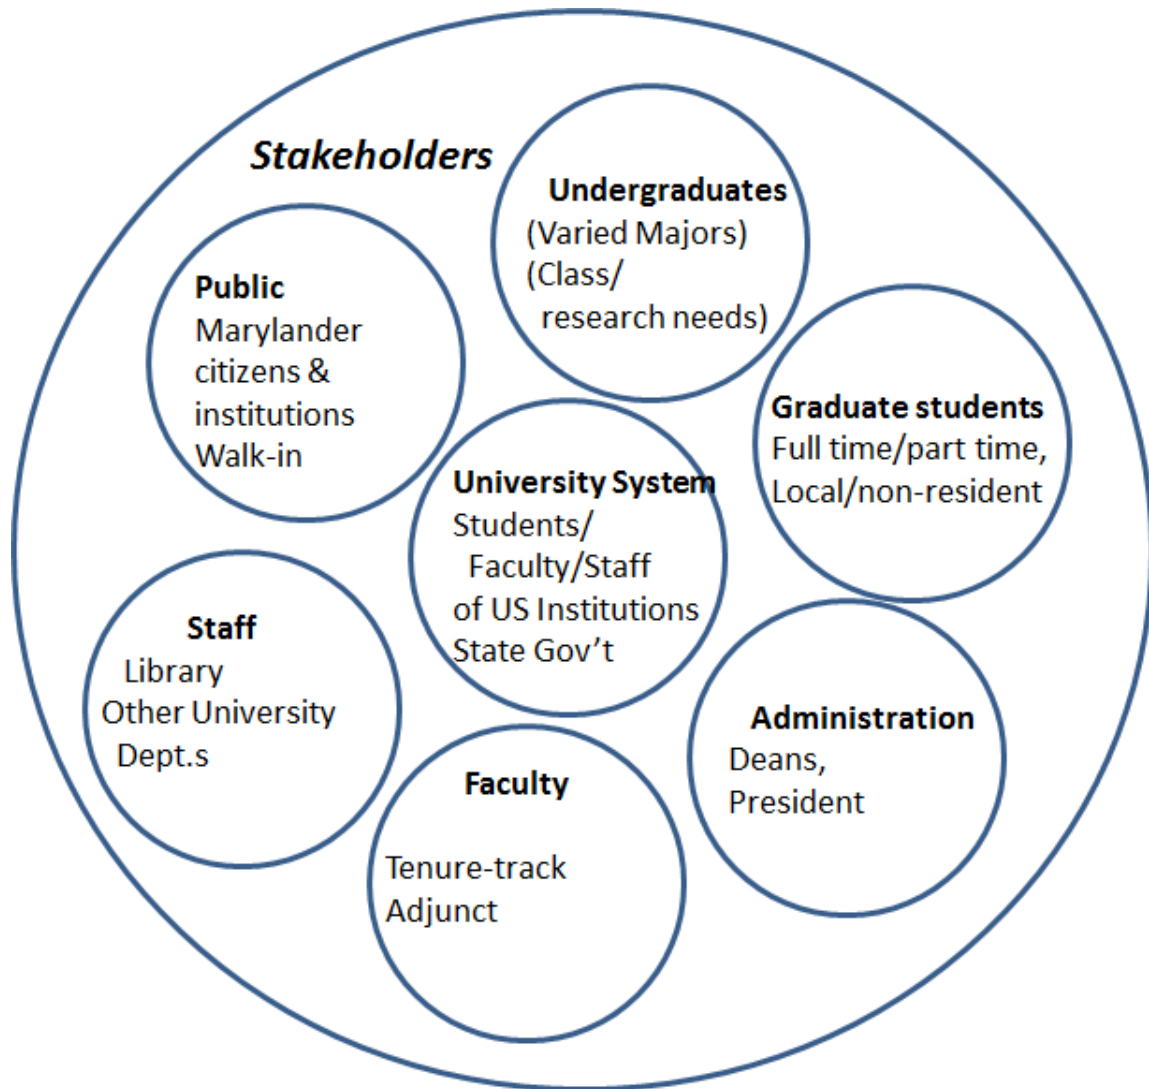 Stakeholders
Undergraduates
(Varied Majors)
(Class/
research needs)
Public
Marylander
citizens &
institutions
Walk-in
Graduate students
Full time/part time,
Local/non-resident
University System
Students/
Faculty/Staff
of US Institutions
State Gov’t
Staff
Library
Other University
Dept.s
Administration
Deans,
President
Faculty
Tenure-track
Adjunct